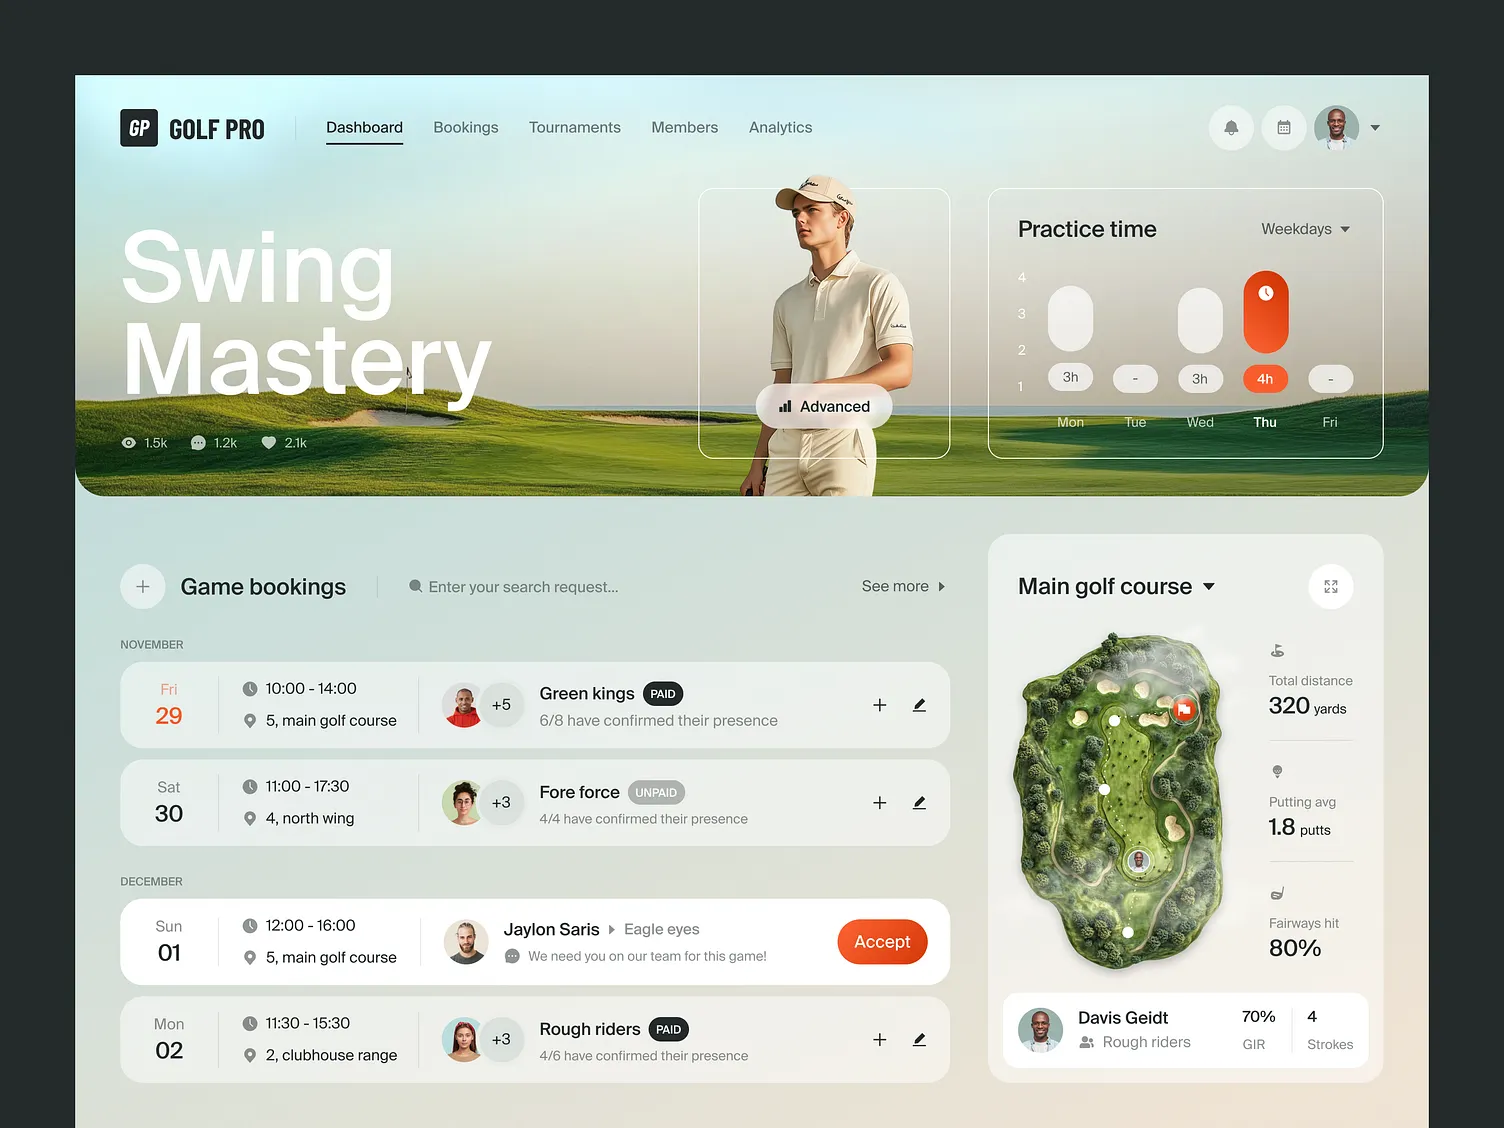 GP GOLF PRO
Dashboard Bookings Tournaments Members Analytics
Swing
Mastery
1.5k 1.2k 2.1k
Advanced
Practice time Weekdays
4
3
2
1
3h - 3h 4h -
Mon Tue Wed Thu Fri
+ Game bookings Enter your search request... See more
NOVEMBER
Fri
29
10:00 - 14:00
5, main golf course
+5
Green kings PAID
6/8 have confirmed their presence
Sat
30
11:00 - 17:30
4, north wing
+3
Fore force UNPAID
4/4 have confirmed their presence
DECEMBER
Sun
01
12:00 - 16:00
5, main golf course
Jaylon Saris Eagle eyes
We need you on our team for this game!
Accept
Mon
02
11:30 - 15:30
2, clubhouse range
+3
Rough riders PAID
4/6 have confirmed their presence
Main golf course
Total distance
320 yards
Putting avg
1.8 putts
Fairways hit
80%
Davis Geidt
Rough riders
70%
GIR
4
Strokes